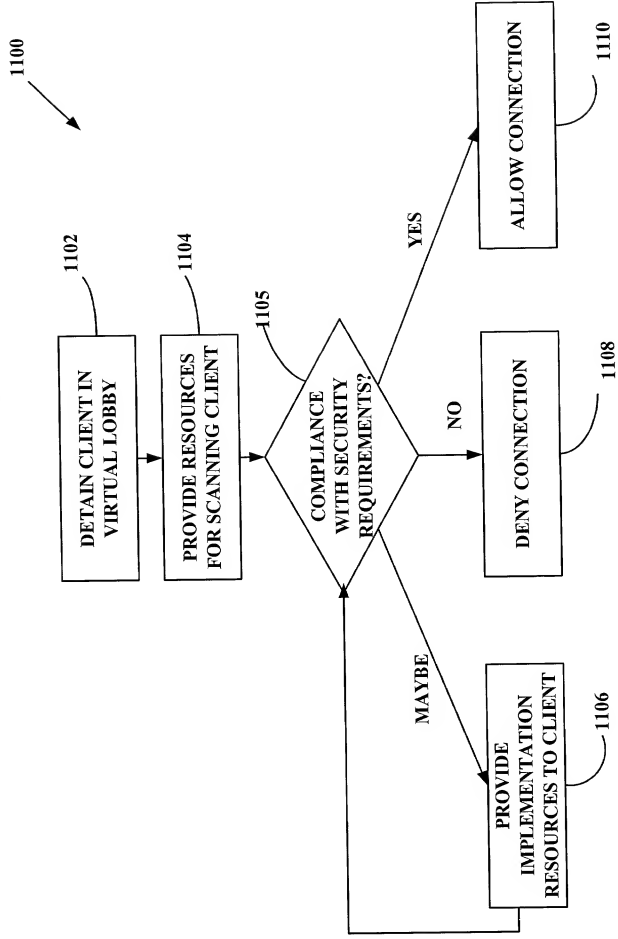 1100
DETAIN CLIENT IN
VIRTUAL LOBBY
1102
PROVIDE RESOURCES
FOR SCANNING CLIENT
1104
COMPLIANCE
WITH SECURITY
REQUIREMENTS?
1105
MAYBE
NO
YES
PROVIDE
IMPLEMENTATION
RESOURCES TO CLIENT
1106
DENY CONNECTION
1108
ALLOW CONNECTION
1110